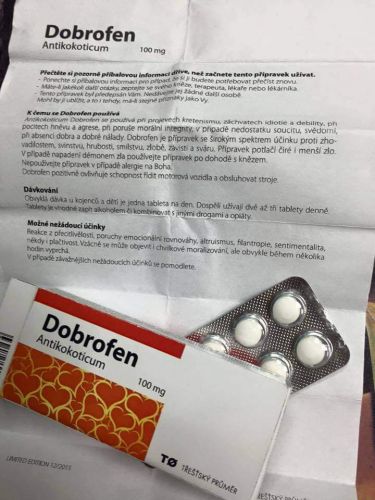 Dobrofen
Antikokoticum
100 mg
Přečtěte si pozorně příbalovou informaci dříve, než začnete tento přípravek užívat.
- Ponechte si příbalovou informaci pro případ, že si ji budete potřebovat přečíst znovu.
- Máte-li jakékoli další otázky, zeptejte se svého kněze, terapeuta, lékaře nebo lékárníka.
- Tento přípravek byl předepsán Vám. Nedávejte jej žádné další osobě.
Mohl by jí ublížit, a to i tehdy, má-li stejné příznaky jako Vy.
K čemu se Dobrofen používá
Antikokoticum Dobrofen se používá při projevech kretenismu, záchvatech idiotie a debility, při
pocitech hněvu a agrese, při poruše morální integrity, v případě nedostatku soucitu, svědomí,
při absenci dobra a dobré nálady. Dobrofen je přípravek se širokým spektrem účinku proti zho-
vadilostem, svinstvu, hrubosti, smilstvu, zlobě, závisti a sváru. Přípravek potlačí čiré i menší zlo.
V případě napadení démonem zla používejte přípravek po dohodě s knězem.
Nepoužívejte přípravek v případě alergie na Boha.
Dobrofen pozitivně ovlivňuje schopnost řídit motorová vozidla a obsluhovat stroje.
Dávkování
Obvyklá dávka u kojenců a dětí je jedna tableta na den. Dospělí užívají dvě až tři tablety denně.
Tablety je vhodné zapít alkoholem či kombinovat s jinými drogami a opiáty.
Možné nežádoucí účinky
Reakce z přecitlivělosti, poruchy emocionální rovnováhy, altruismus, filantropie, sentimentalita,
někdy i plačtivost. Vzácně se může objevit i chvilkové moralizování, ale obvykle během několika
hodin vyprchá.
V případě závažnějších nežádoucích účinků se pomodlete.
Dobrofen
Antikokoticum
100 mg
LIMITED EDITION 12/2015
TØ TŘEŠŤSKÝ PRŮMĚR
TŘEŠŤSKÝ PRŮMĚR